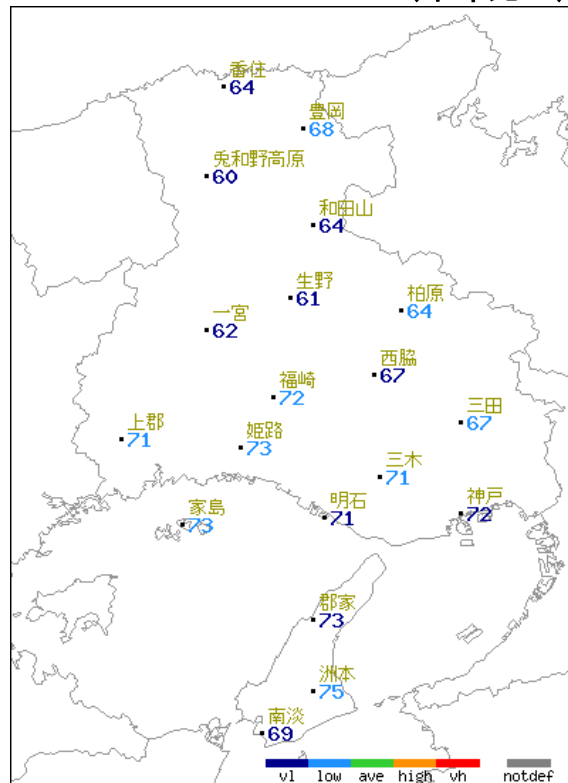 香住
64
豊岡
68
兎和野高原
60
和田山
64
生野
61
柏原
64
一宮
62
西脇
67
福崎
72
三田
67
上郡
71
姫路
73
三木
71
家島
73
明石
71
神戸
72
郡家
73
洲本
75
南淡
69
vl low ave high vh notdef